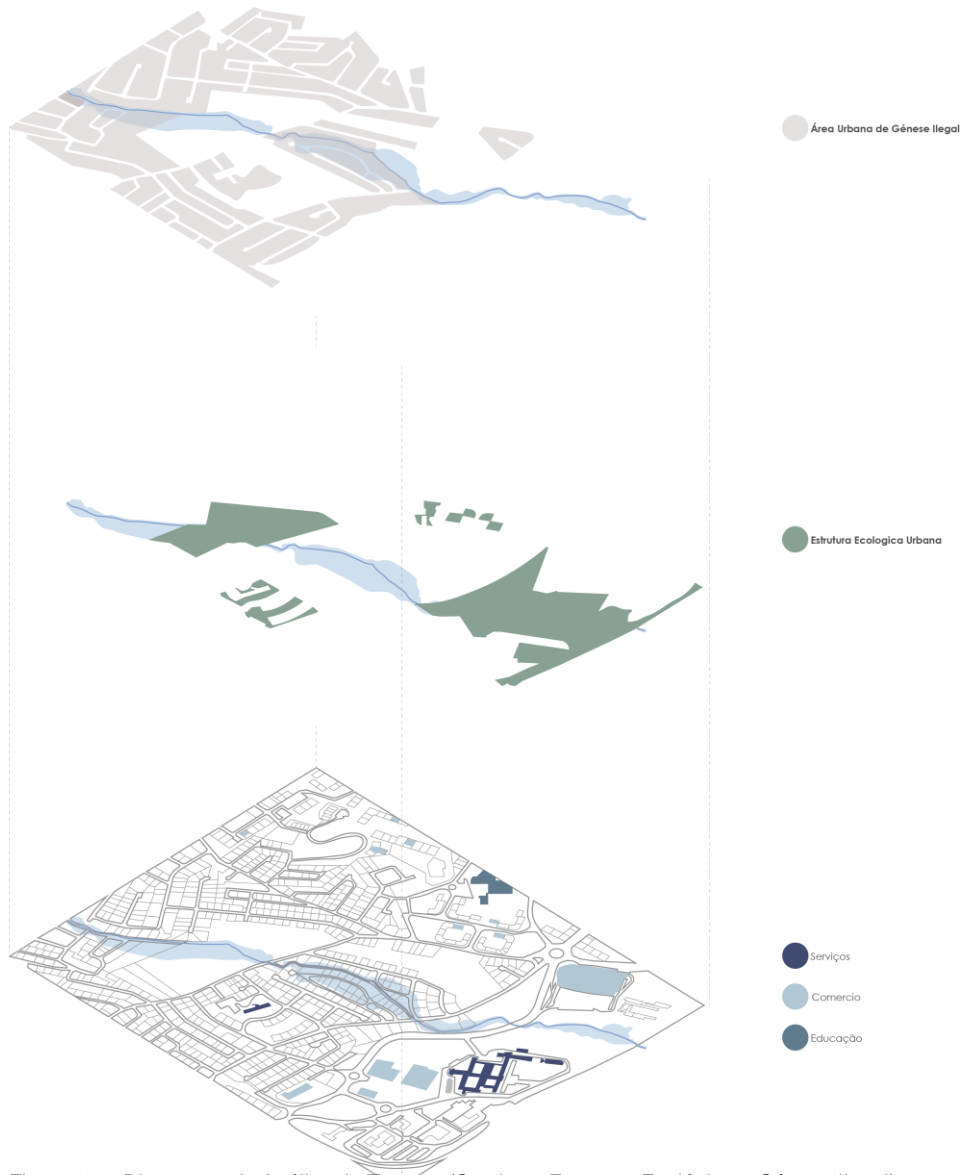 Área Urbana de Génese Ilegal
Estrutura Ecologica Urbana
Serviços
Comercio
Educação